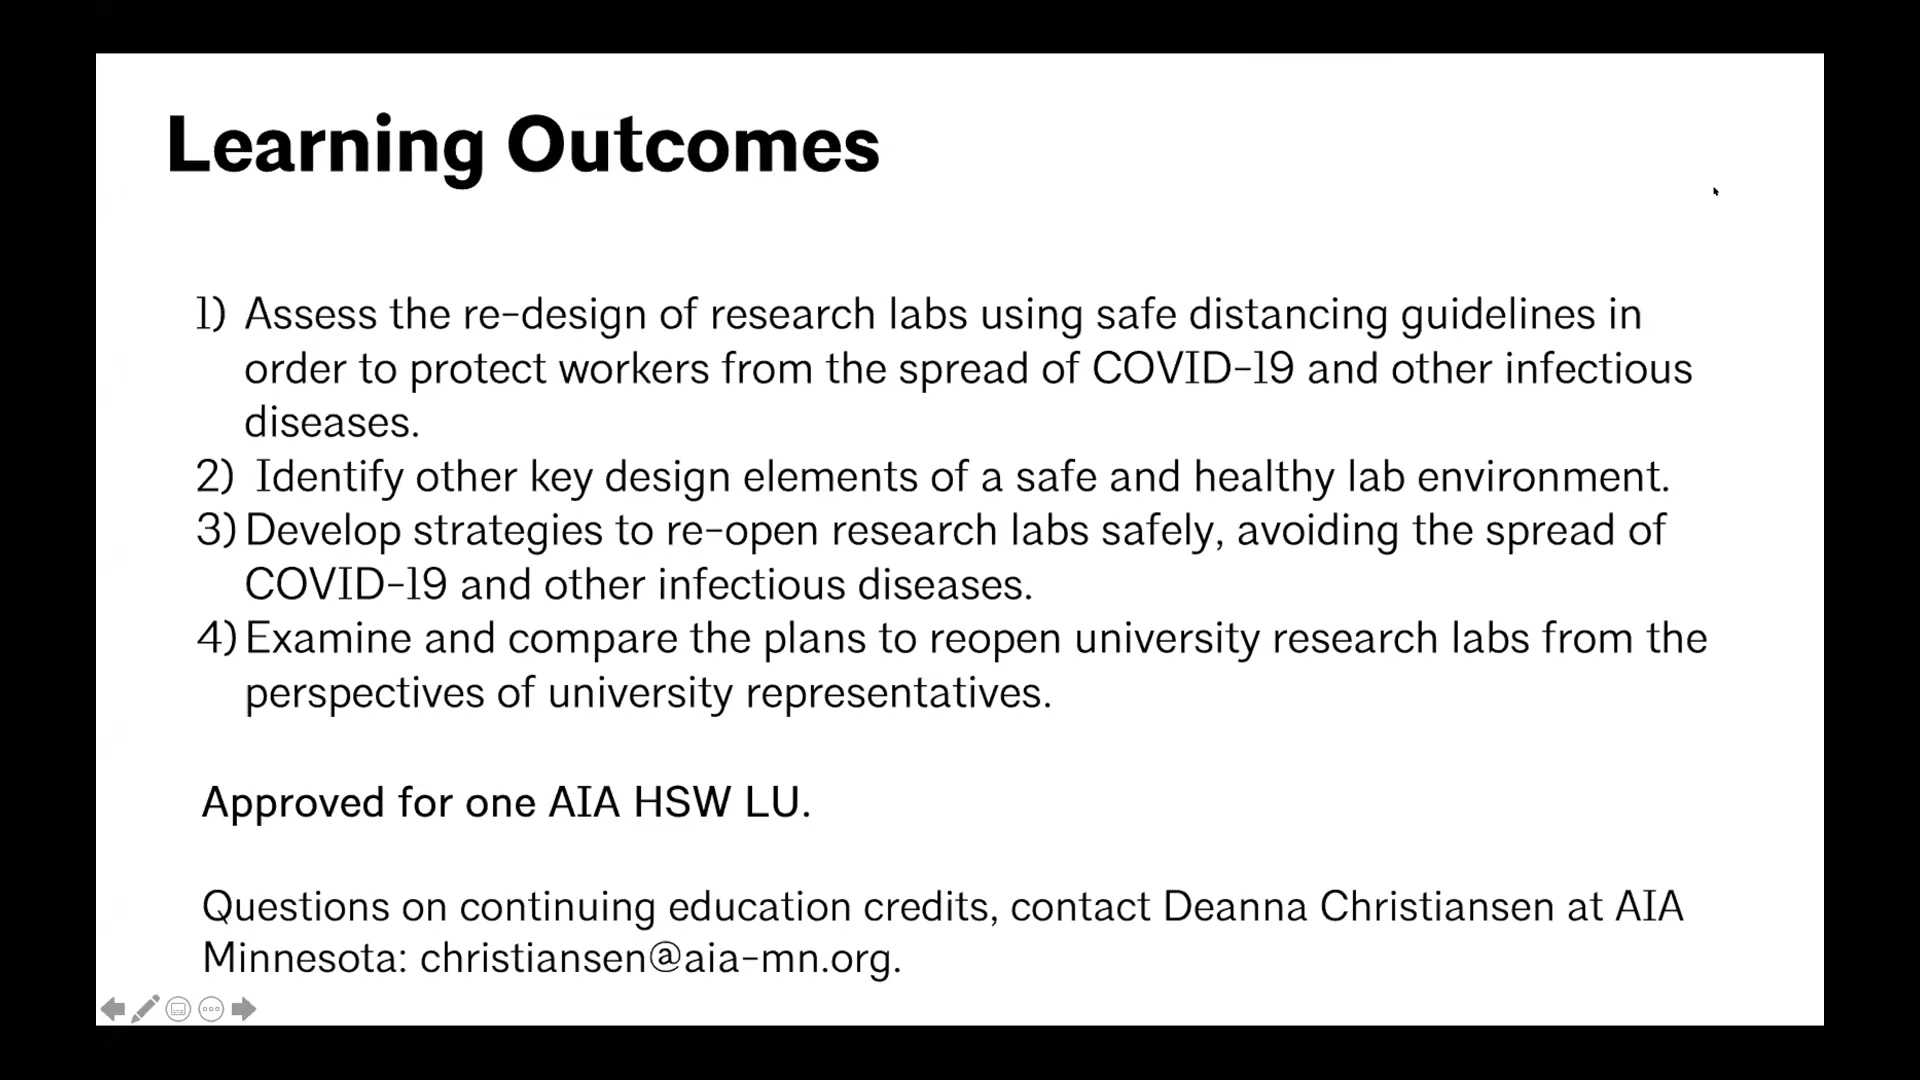 Learning Outcomes
1) Assess the re-design of research labs using safe distancing guidelines in
order to protect workers from the spread of COVID-19 and other infectious
diseases.
2) Identify other key design elements of a safe and healthy lab environment.
3) Develop strategies to re-open research labs safely, avoiding the spread of
COVID-19 and other infectious diseases.
4) Examine and compare the plans to reopen university research labs from the
perspectives of university representatives.
Approved for one AIA HSW LU.
Questions on continuing education credits, contact Deanna Christiansen at AIA
Minnesota: christiansen@aia-mn.org.